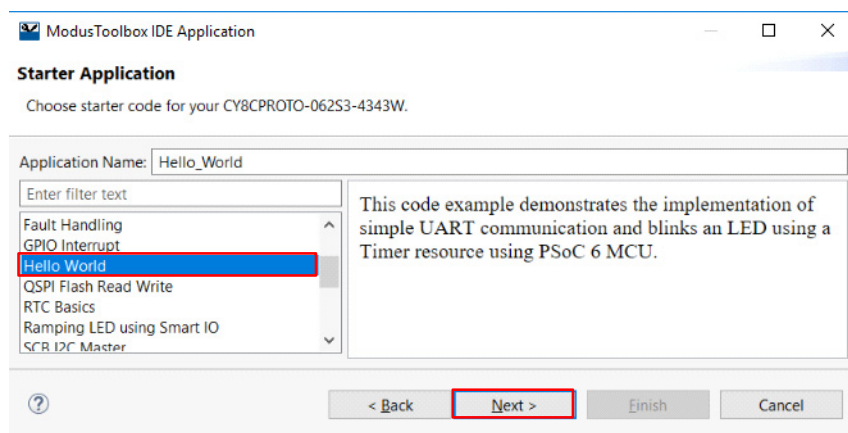 ModusToolbox IDE Application
Starter Application
Choose starter code for your CY8CPROTO-062S3-4343W.
Application Name: Hello_World
Enter filter text
Fault Handling
GPIO Interrupt
Hello World
QSPI Flash Read Write
RTC Basics
Ramping LED using Smart IO
SCB I2C Master
This code example demonstrates the implementation of
simple UART communication and blinks an LED using a
Timer resource using PSoC 6 MCU.
?
< Back
Next >
Finish
Cancel